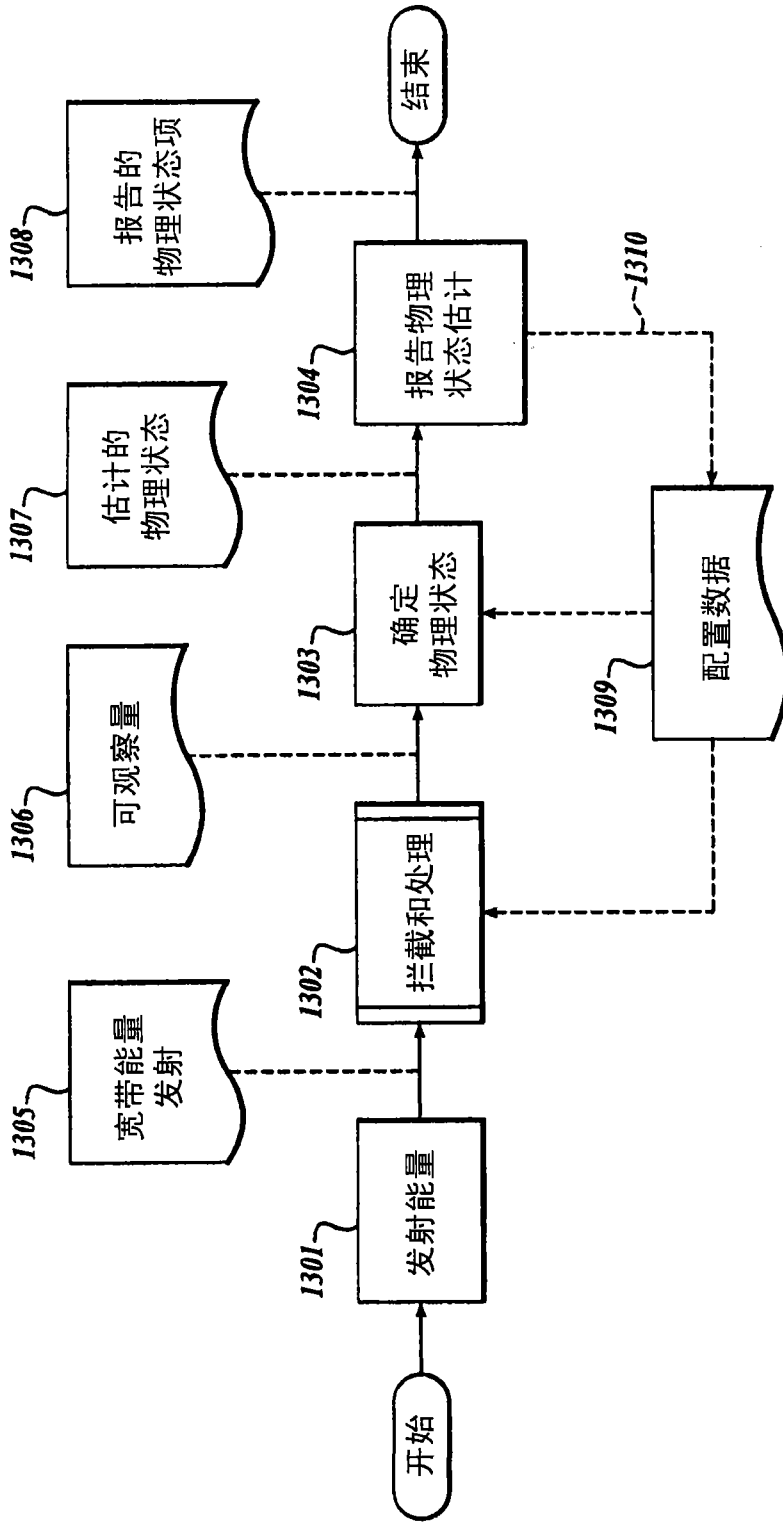 1305
宽带能量
发射
1306
可观察量
1307
估计的
物理状态
1308
报告的
物理状态项
开始
1301
发射能量
1302
拦截和处理
1303
确定
物理状态
1304
报告物理
状态估计
结束
1309
配置数据
1310